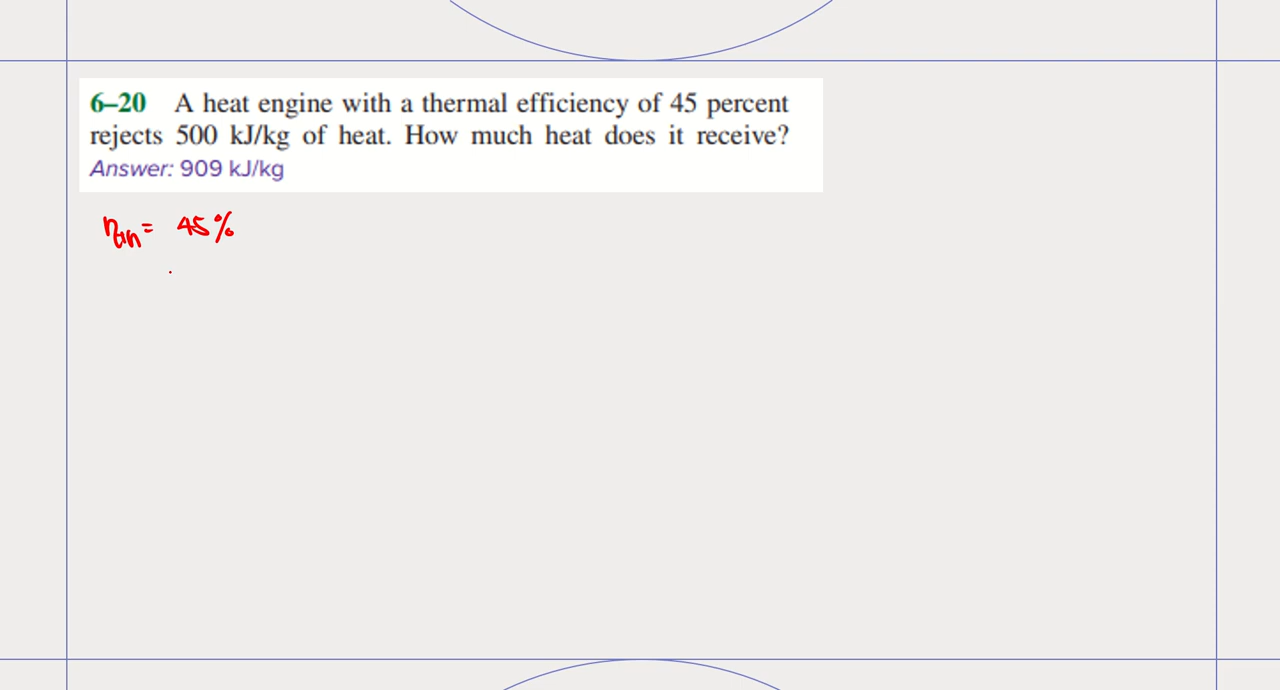 6–20 A heat engine with a thermal efficiency of 45 percent
rejects 500 kJ/kg of heat. How much heat does it receive?
Answer: 909 kJ/kg
ηth = 45%